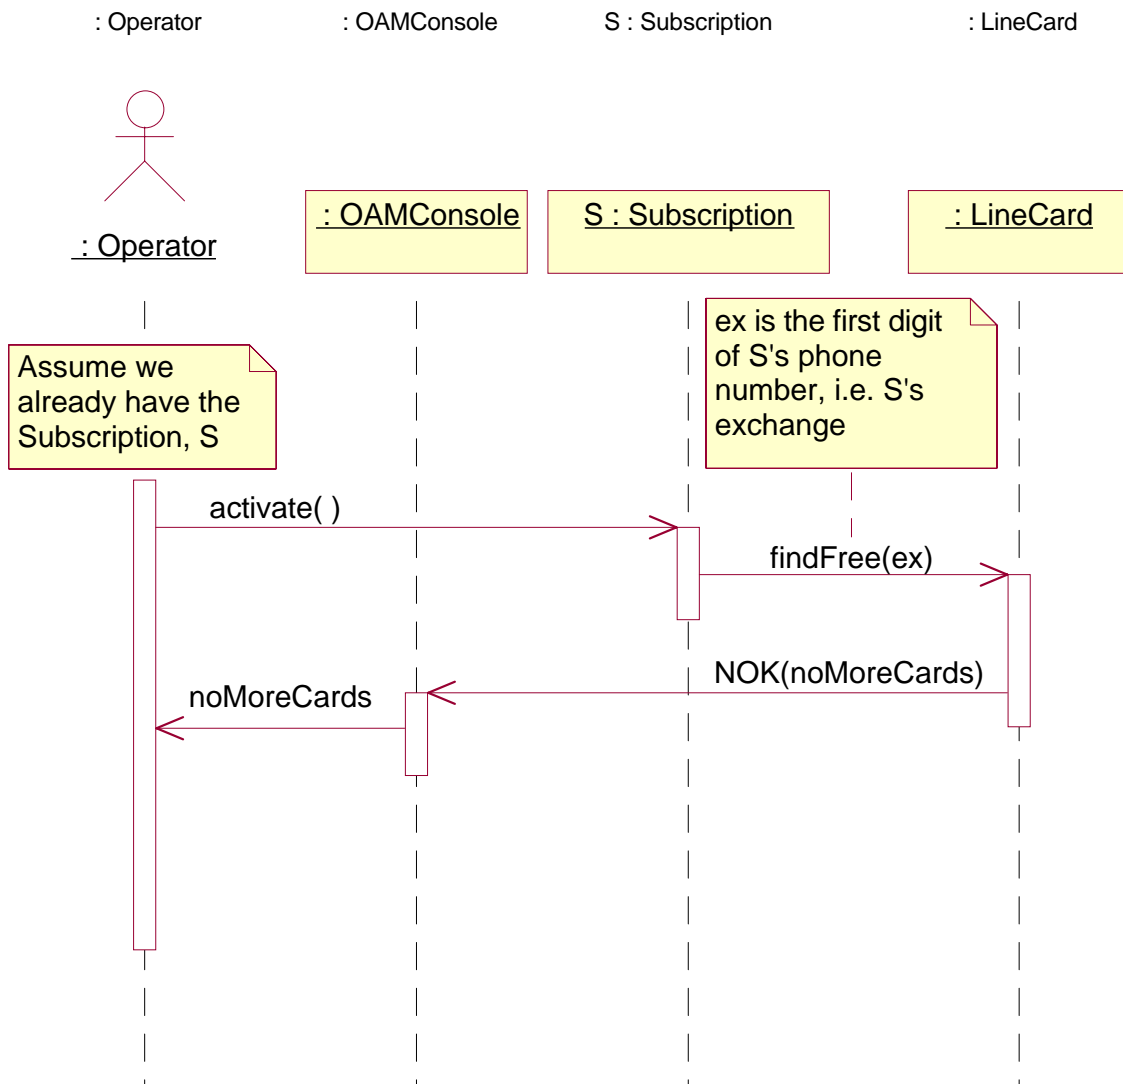 : Operator
: OAMConsole
S : Subscription
: LineCard
: Operator
: OAMConsole
S : Subscription
: LineCard
Assume we
already have the
Subscription, S
ex is the first digit
of S's phone
number, i.e. S's
exchange
activate( )
findFree(ex)
NOK(noMoreCards)
noMoreCards